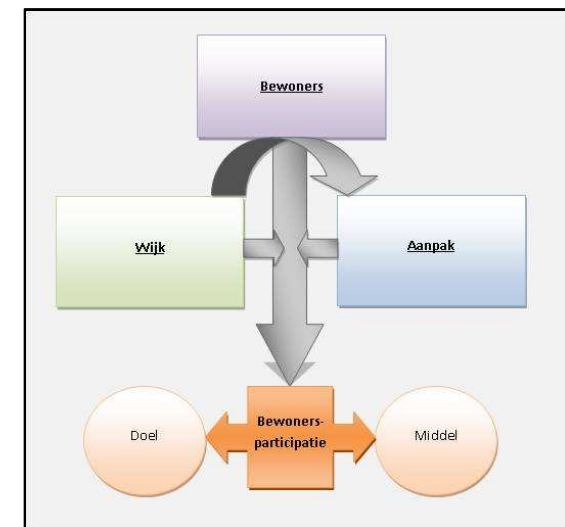 Bewoners
Wijk
Aanpak
Doel
Bewoners-
participatie
Middel